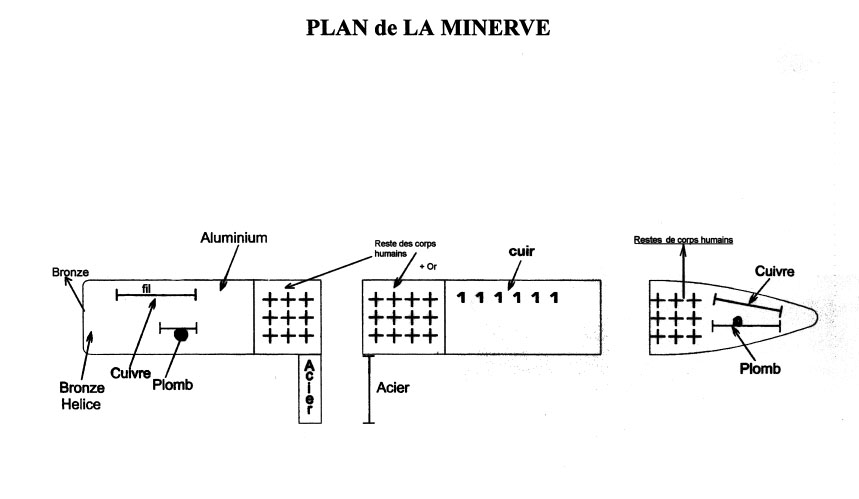 PLAN de LA MINERVE
Aluminium
Reste des corps
humains
+ Or
cuir
Restes de corps humains
Bronze
Cuivre
fil
1 1 1 1 1 1
e
Cuivre
Plomb
Bronze
Helice
Acier
Acier
Plomb